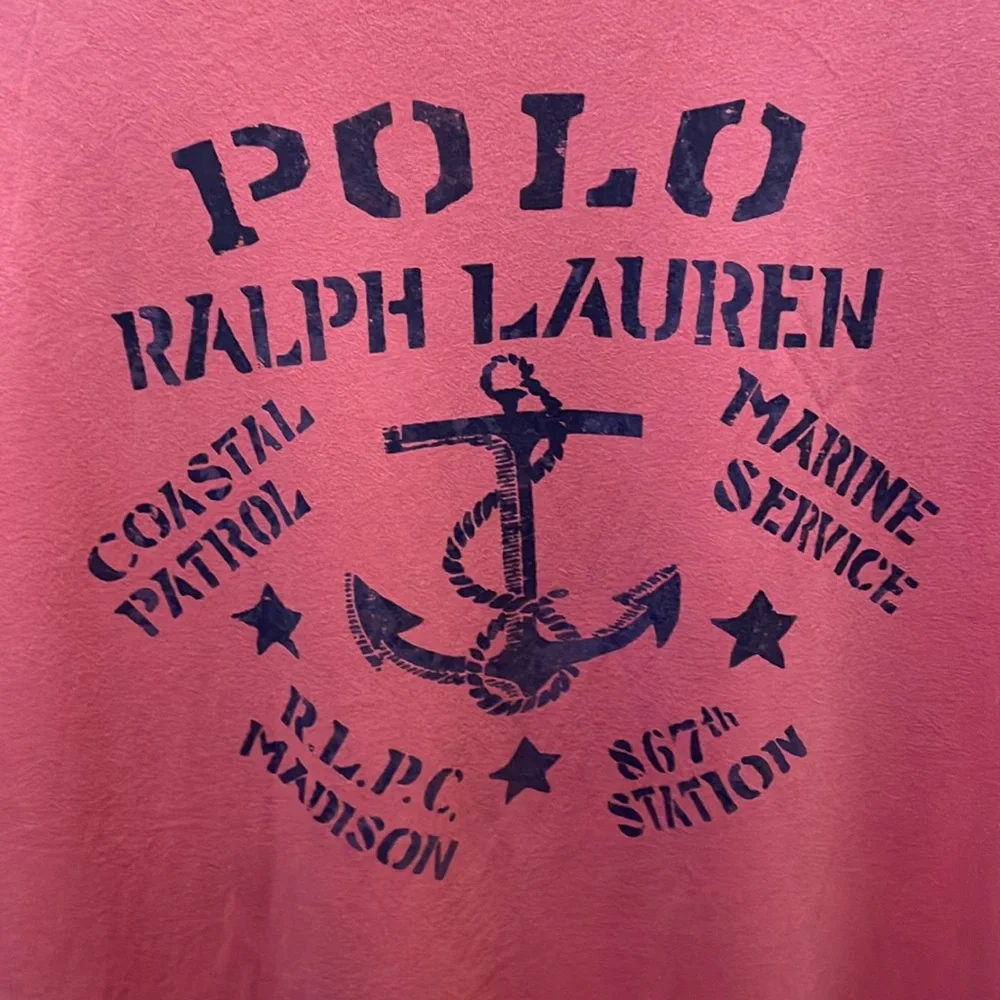 POLO
RALPH LAUREN
COASTAL
PATROL
MARINE
SERVICE
R.L.P.C.
MADISON
867th
STATION